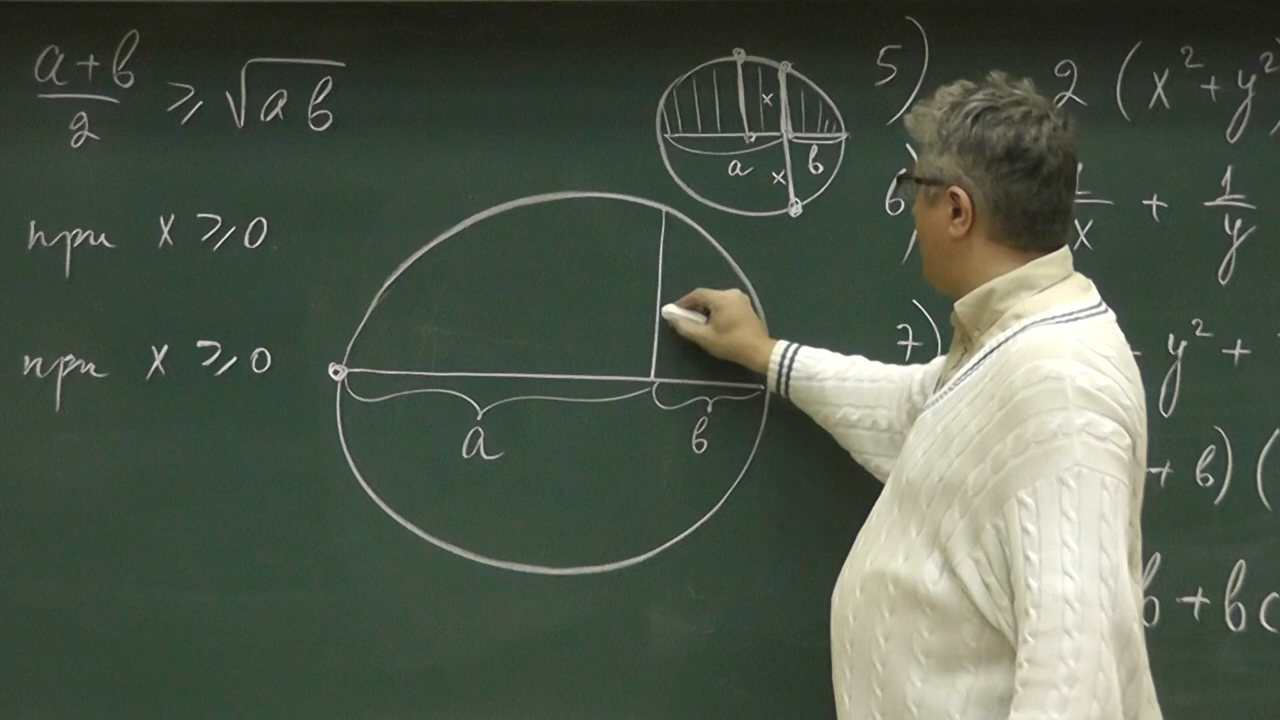 (a+b)/2 ⩾ √(ab)
при x ⩾ 0
при x ⩾ 0
x
a
x
b
a
b
5) 2 (x² + y²
6) 1/x + 1/y
7) y² +
+ b) (
b + bc